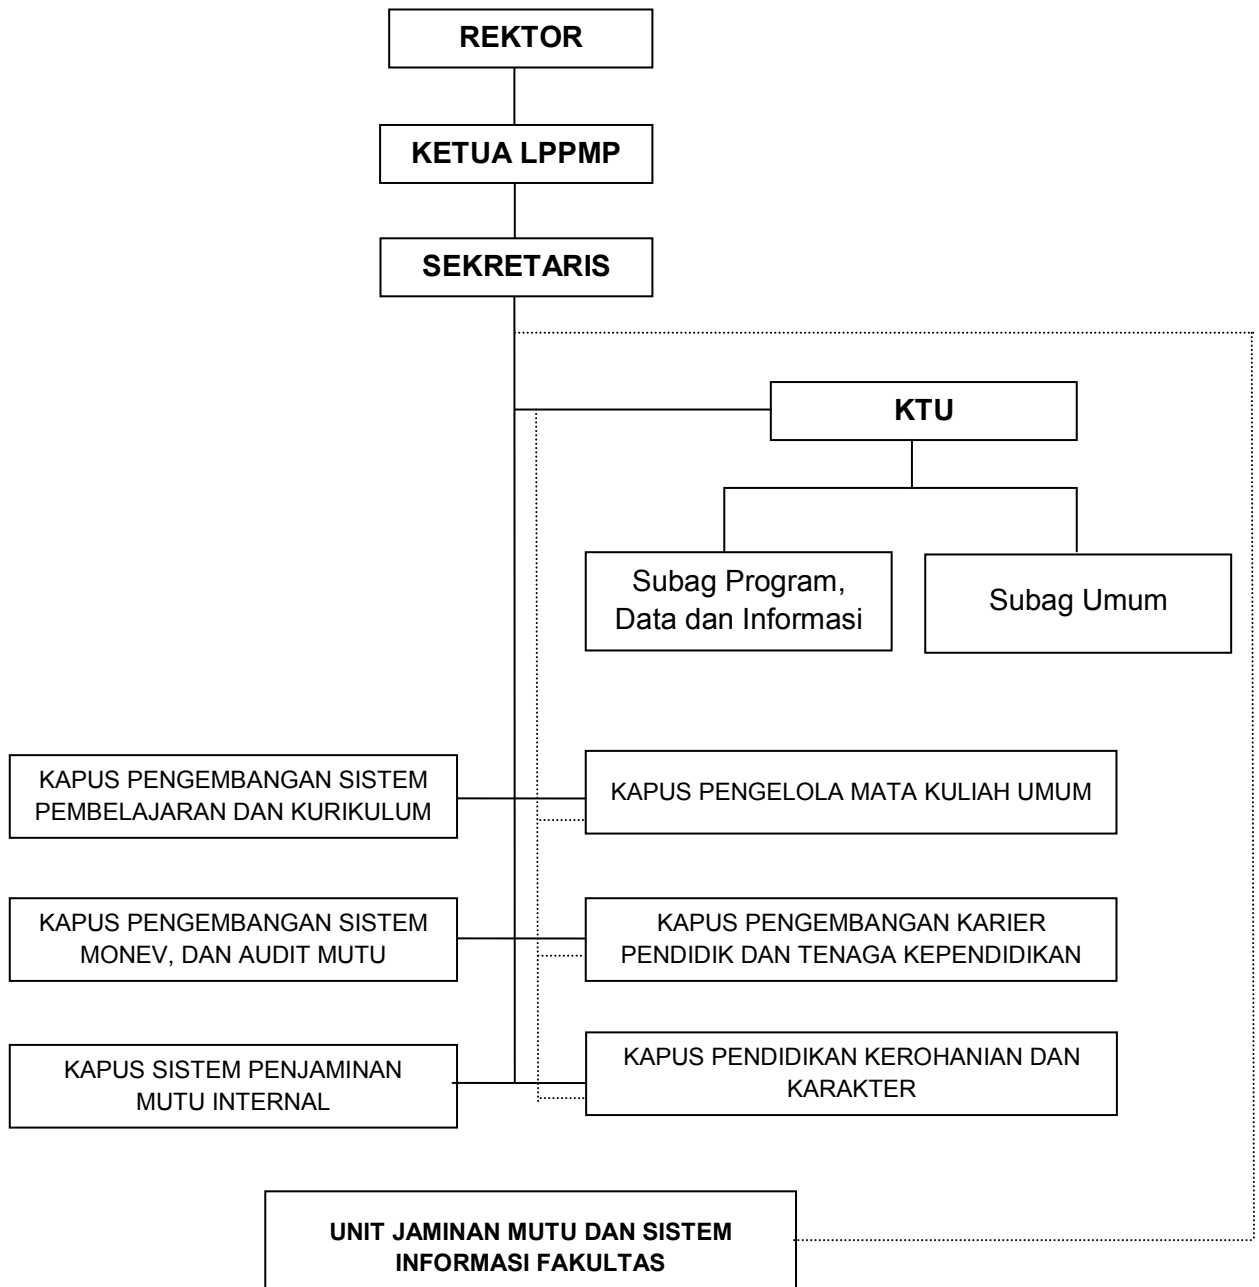 REKTOR
KETUA LPPMP
SEKRETARIS
KTU
Subag Program,
Data dan Informasi
Subag Umum
KAPUS PENGEMBANGAN SISTEM
PEMBELAJARAN DAN KURIKULUM
KAPUS PENGELOLA MATA KULIAH UMUM
KAPUS PENGEMBANGAN SISTEM
MONEV, DAN AUDIT MUTU
KAPUS PENGEMBANGAN KARIER
PENDIDIK DAN TENAGA KEPENDIDIKAN
KAPUS SISTEM PENJAMINAN
MUTU INTERNAL
KAPUS PENDIDIKAN KEROHANIAN DAN
KARAKTER
UNIT JAMINAN MUTU DAN SISTEM
INFORMASI FAKULTAS